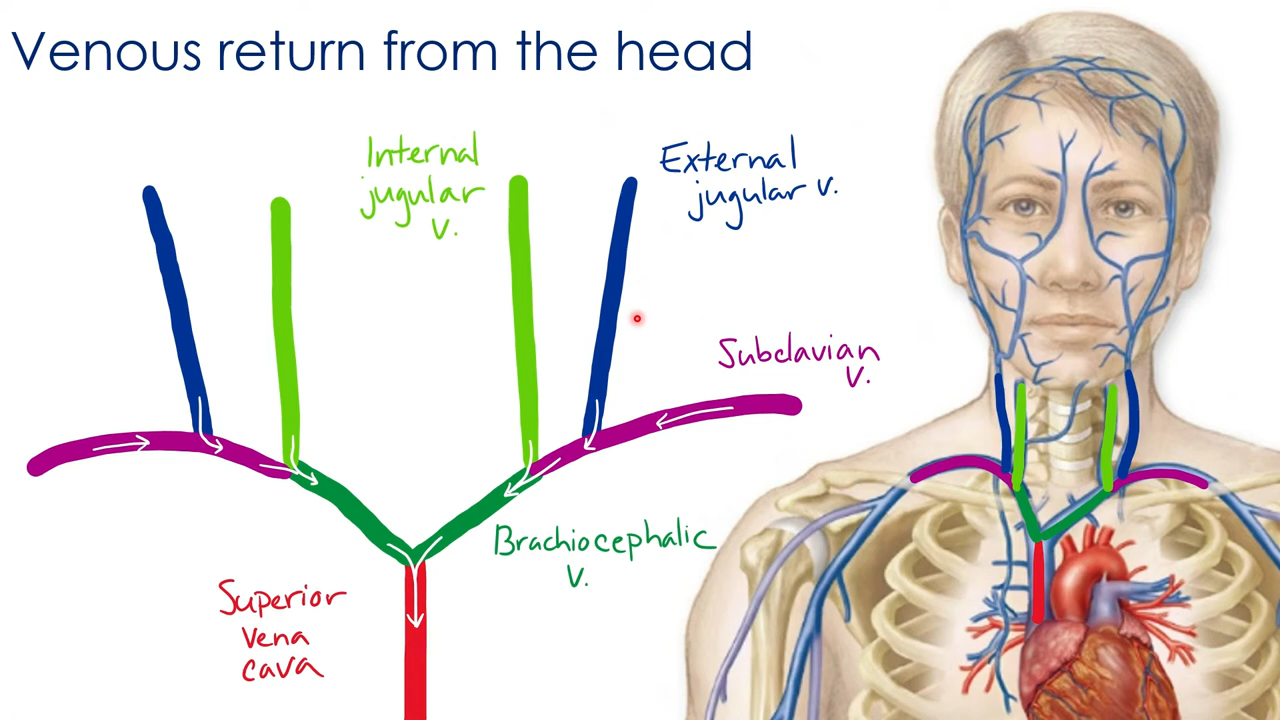 Venous return from the head
Internal
jugular
v.
External
jugular v.
Subclavian
v.
Brachiocephalic
v.
Superior
vena
cava